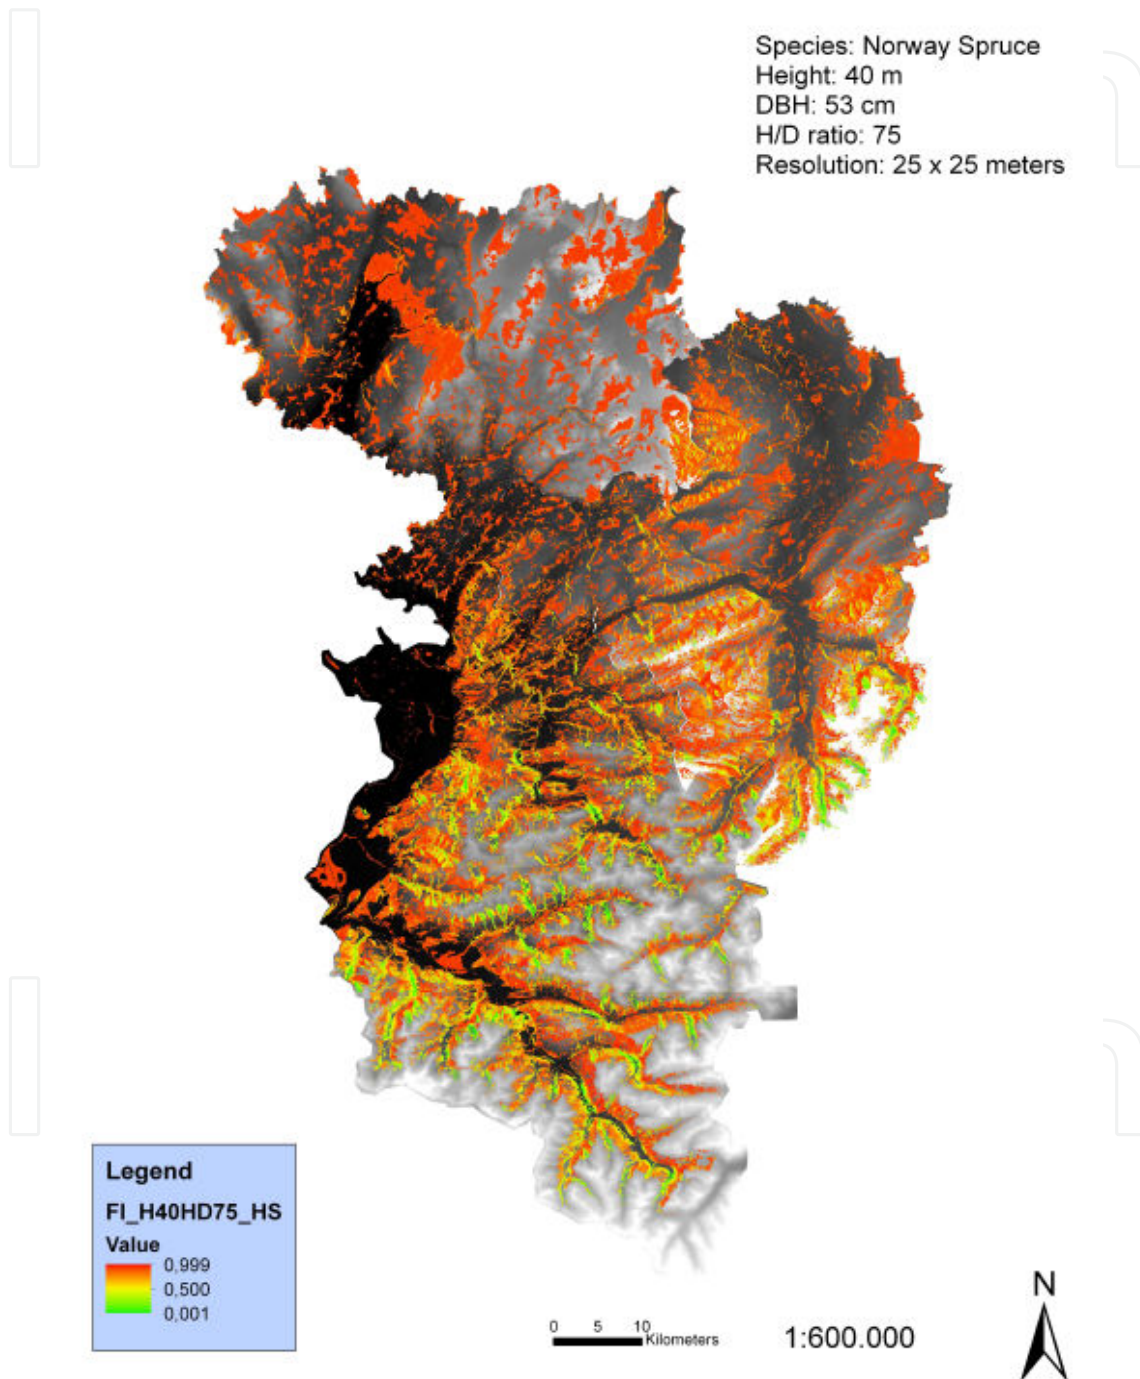 Species: Norway Spruce
Height: 40 m
DBH: 53 cm
H/D ratio: 75
Resolution: 25 x 25 meters
Legend
FI_H40HD75_HS
Value
0,999
0,500
0,001
0 5 10
Kilometers
1:600.000
N